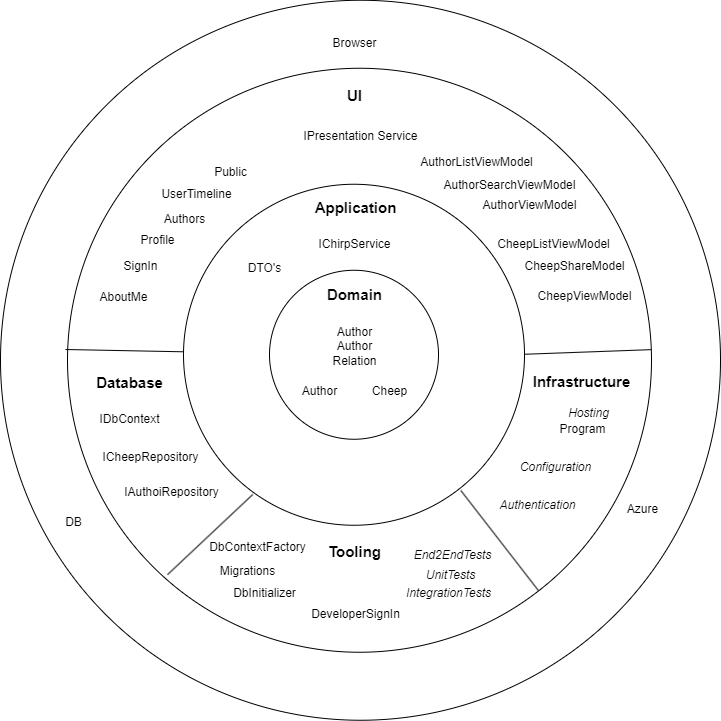 Browser
UI
IPresentation Service
Public
UserTimeline
Authors
Profile
SignIn
AboutMe
AuthorListViewModel
AuthorSearchViewModel
AuthorViewModel
CheepListViewModel
CheepShareModel
CheepViewModel
Application
IChirpService
DTO's
Domain
Author
Author
Relation
Author
Cheep
Database
IDbContext
ICheepRepository
IAuthoiRepository
Infrastructure
Hosting
Program
Configuration
Authentication
DB
Azure
Tooling
DbContextFactory
Migrations
DbInitializer
DeveloperSignIn
End2EndTests
UnitTests
IntegrationTests